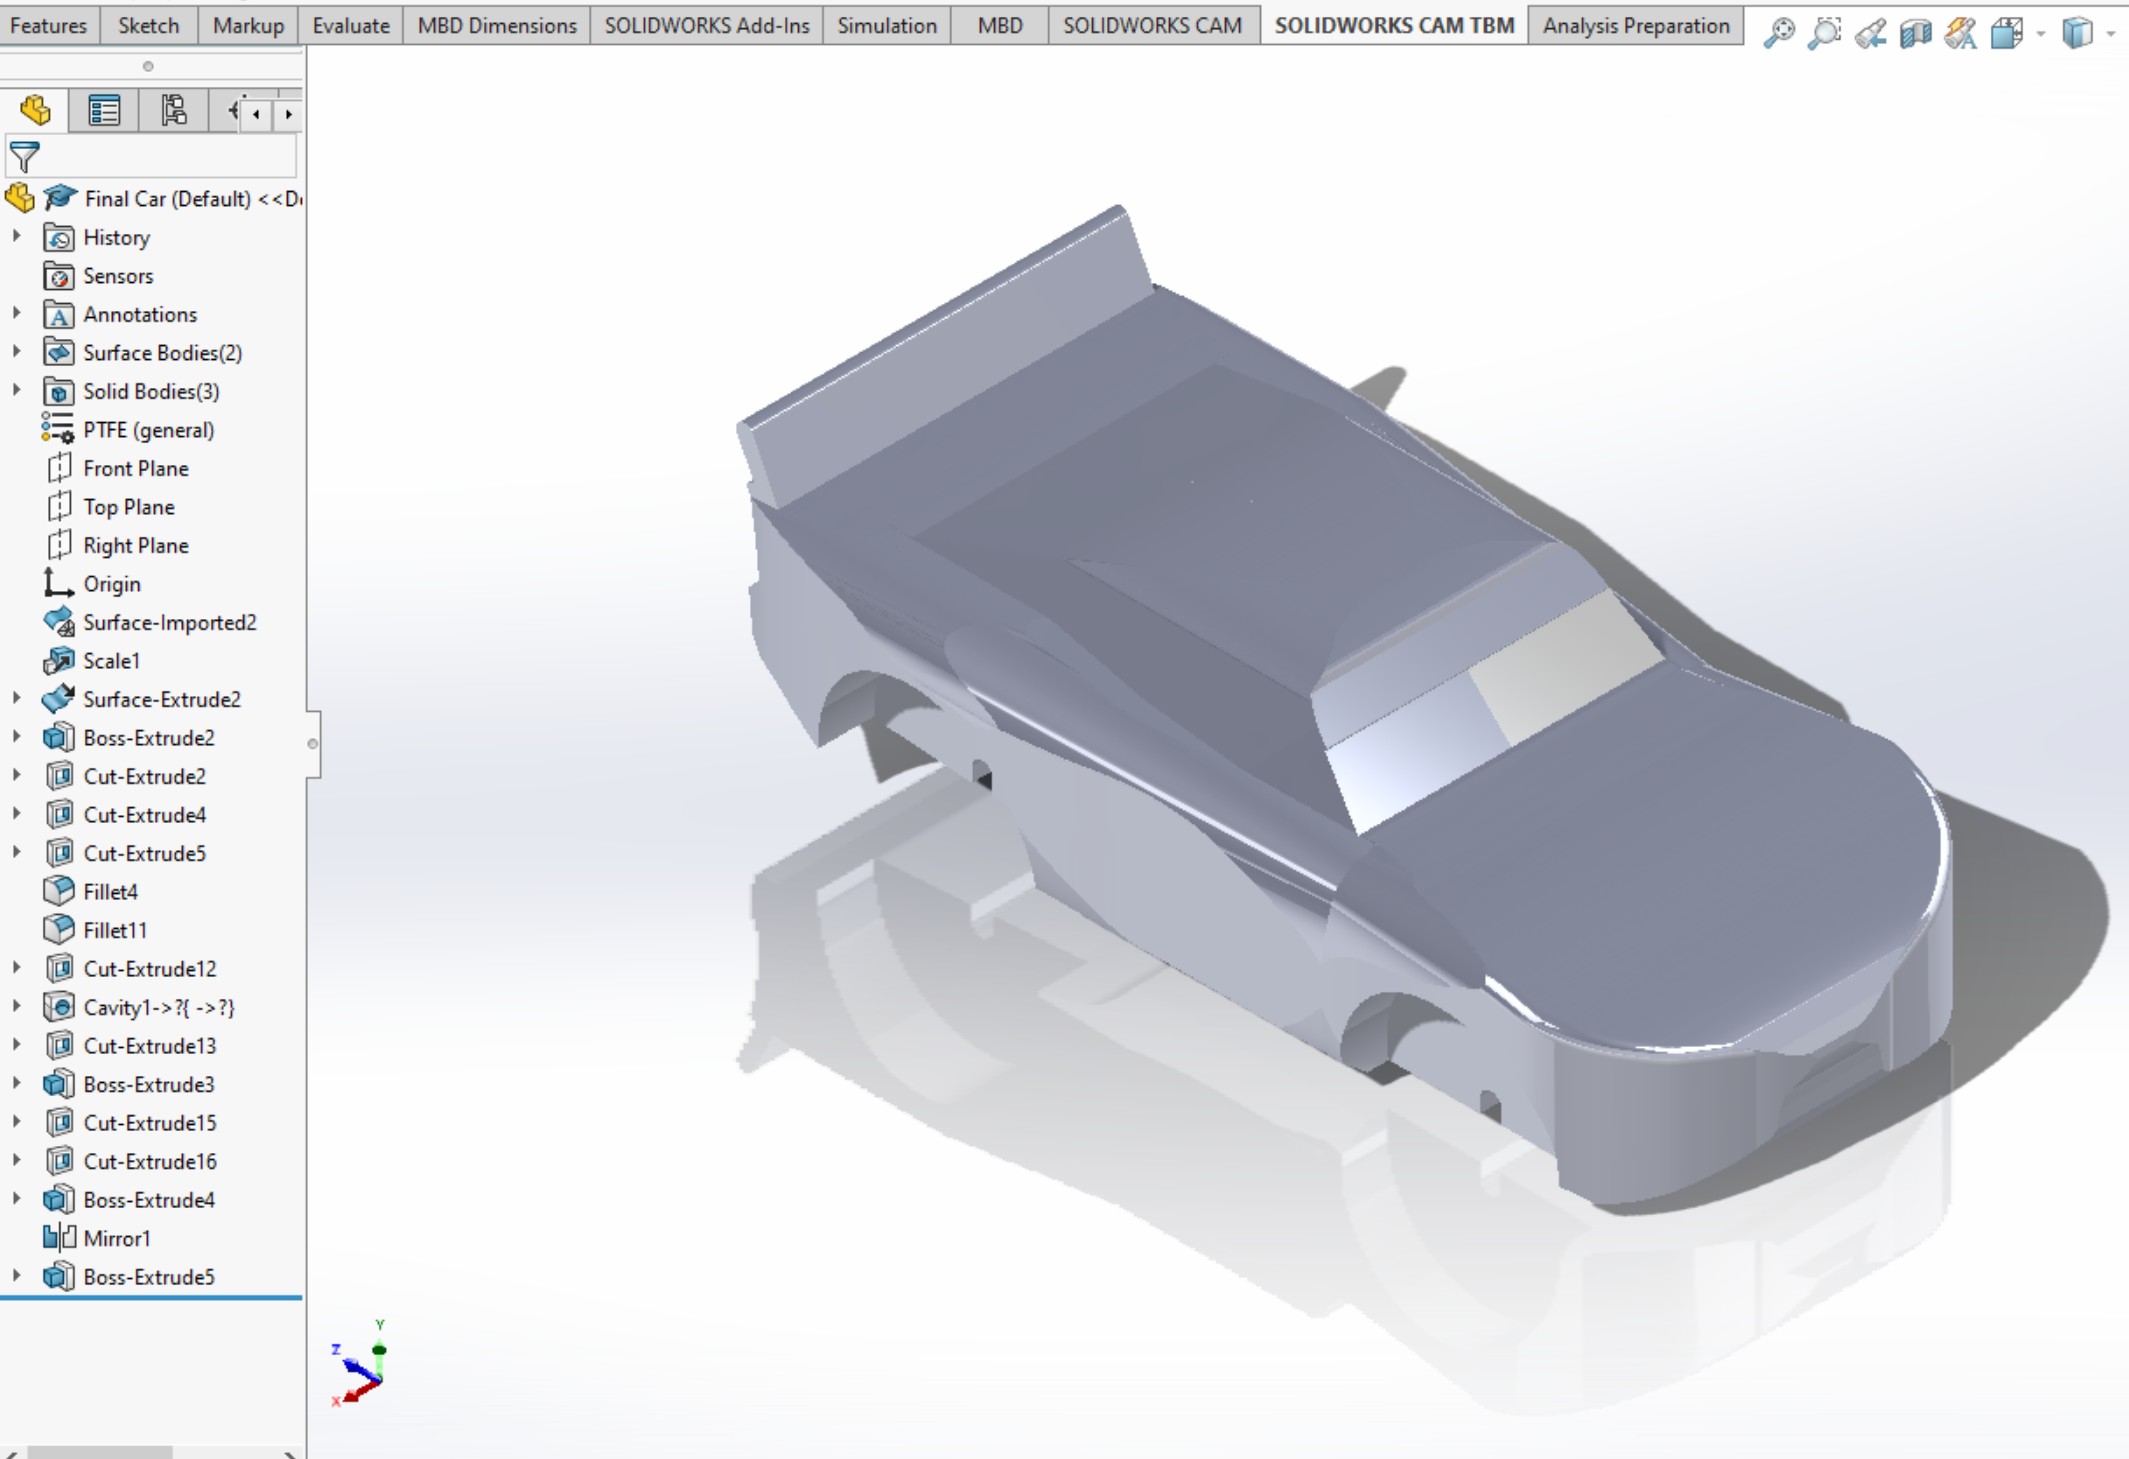 Features Sketch Markup Evaluate MBD Dimensions SOLIDWORKS Add-Ins Simulation MBD SOLIDWORKS CAM SOLIDWORKS CAM TBM Analysis Preparation
Final Car (Default) <<D
History
Sensors
Annotations
Surface Bodies(2)
Solid Bodies(3)
PTFE (general)
Front Plane
Top Plane
Right Plane
Origin
Surface-Imported2
Scale1
Surface-Extrude2
Boss-Extrude2
Cut-Extrude2
Cut-Extrude4
Cut-Extrude5
Fillet4
Fillet11
Cut-Extrude12
Cavity1->?{ ->?}
Cut-Extrude13
Boss-Extrude3
Cut-Extrude15
Cut-Extrude16
Boss-Extrude4
Mirror1
Boss-Extrude5
Y
Z
X